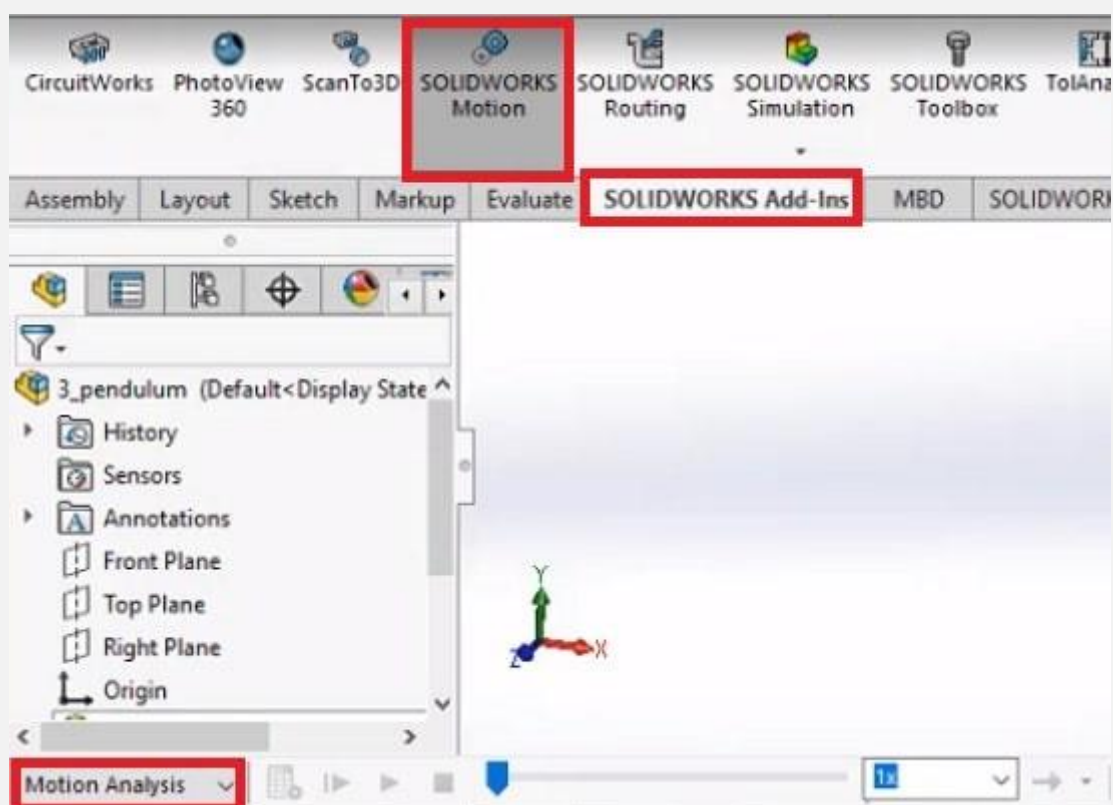 CircuitWorks
PhotoView
360
ScanTo3D
SOLIDWORKS
Motion
SOLIDWORKS
Routing
SOLIDWORKS
Simulation
SOLIDWORKS
Toolbox
TolAna
Assembly
Layout
Sketch
Markup
Evaluate
SOLIDWORKS Add-Ins
MBD
SOLIDWORK
3_pendulum (Default<Display State
History
Sensors
A Annotations
Front Plane
Top Plane
Right Plane
Origin
Y
X
Z
Motion Analysis
1x